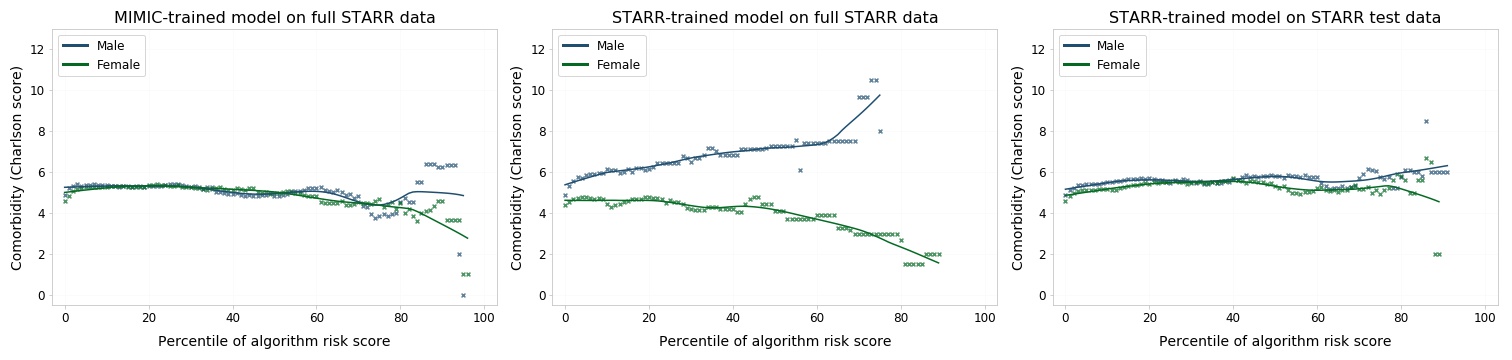 MIMIC-trained model on full STARR data
Male
Female
Comorbidity (Charlson score)
12
10
8
6
4
2
0
0 20 40 60 80 100
Percentile of algorithm risk score
STARR-trained model on full STARR data
Male
Female
Comorbidity (Charlson score)
12
10
8
6
4
2
0
0 20 40 60 80 100
Percentile of algorithm risk score
STARR-trained model on STARR test data
Male
Female
Comorbidity (Charlson score)
12
10
8
6
4
2
0
0 20 40 60 80 100
Percentile of algorithm risk score